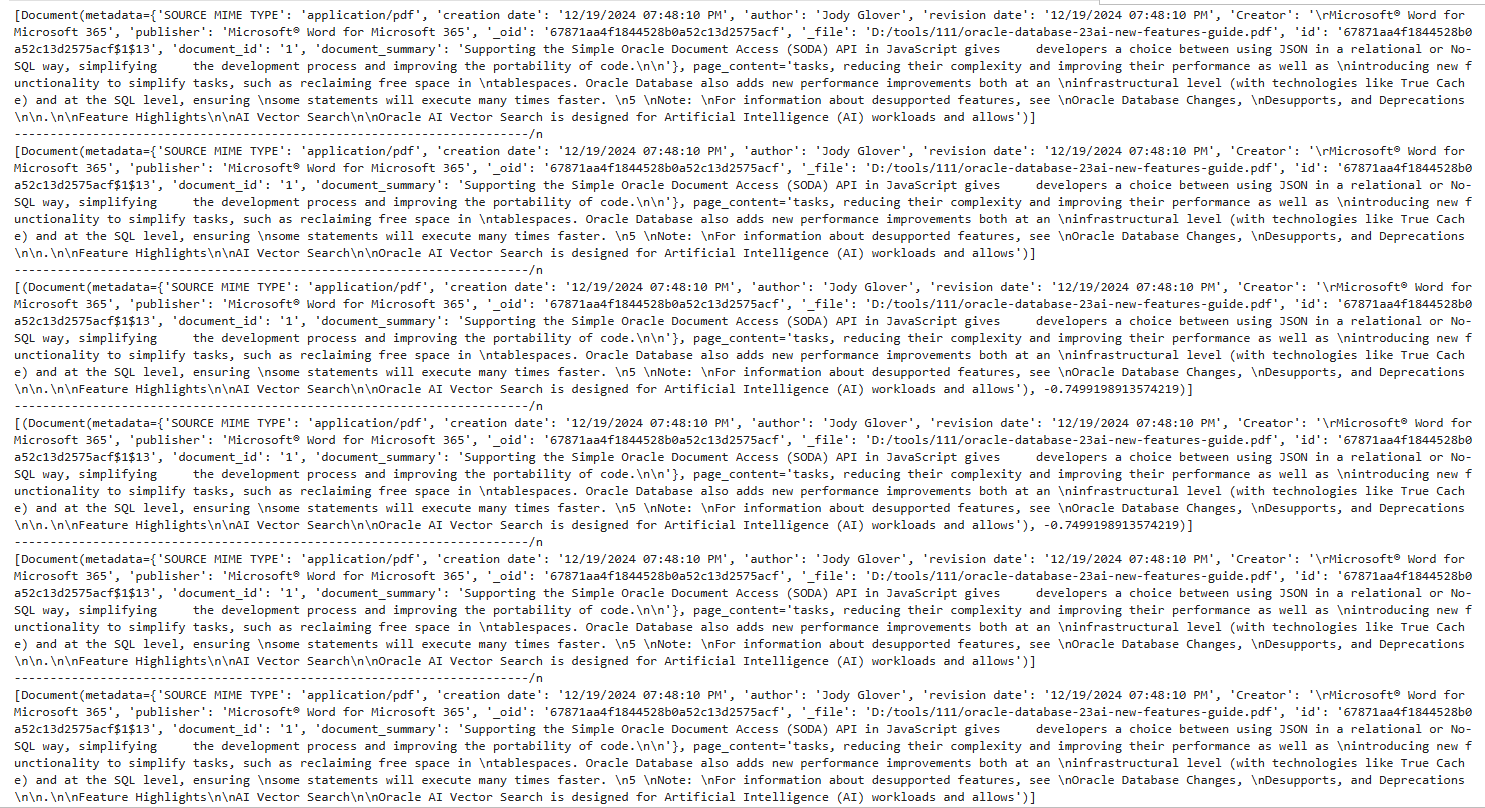 [Document(metadata={'SOURCE MIME TYPE': 'application/pdf', 'creation date': '12/19/2024 07:48:10 PM', 'author': 'Jody Glover', 'revision date': '12/19/2024 07:48:10 PM', 'Creator': '\rMicrosoft® Word for
Microsoft 365', 'publisher': 'Microsoft® Word for Microsoft 365', '_oid': '67871aa4f1844528b0a52c13d2575acf', '_file': 'D:/tools/111/oracle-database-23ai-new-features-guide.pdf', 'id': '67871aa4f1844528b0
a52c13d2575acf$1$13', 'document_id': '1', 'document_summary': 'Supporting the Simple Oracle Document Access (SODA) API in JavaScript gives     developers a choice between using JSON in a relational or No-
SQL way, simplifying     the development process and improving the portability of code.\n\n'}, page_content='tasks, reducing their complexity and improving their performance as well as \nintroducing new f
unctionality to simplify tasks, such as reclaiming free space in \ntablespaces. Oracle Database also adds new performance improvements both at an \ninfrastructural level (with technologies like True Cach
e) and at the SQL level, ensuring \nsome statements will execute many times faster. \n5 \nNote: \nFor information about desupported features, see \nOracle Database Changes, \nDesupports, and Deprecations
\n\n.\n\nFeature Highlights\n\nAI Vector Search\n\nOracle AI Vector Search is designed for Artificial Intelligence (AI) workloads and allows')]
-----------------------------------------------------------------------/n
[Document(metadata={'SOURCE MIME TYPE': 'application/pdf', 'creation date': '12/19/2024 07:48:10 PM', 'author': 'Jody Glover', 'revision date': '12/19/2024 07:48:10 PM', 'Creator': '\rMicrosoft® Word for
Microsoft 365', 'publisher': 'Microsoft® Word for Microsoft 365', '_oid': '67871aa4f1844528b0a52c13d2575acf', '_file': 'D:/tools/111/oracle-database-23ai-new-features-guide.pdf', 'id': '67871aa4f1844528b0
a52c13d2575acf$1$13', 'document_id': '1', 'document_summary': 'Supporting the Simple Oracle Document Access (SODA) API in JavaScript gives     developers a choice between using JSON in a relational or No-
SQL way, simplifying     the development process and improving the portability of code.\n\n'}, page_content='tasks, reducing their complexity and improving their performance as well as \nintroducing new f
unctionality to simplify tasks, such as reclaiming free space in \ntablespaces. Oracle Database also adds new performance improvements both at an \ninfrastructural level (with technologies like True Cach
e) and at the SQL level, ensuring \nsome statements will execute many times faster. \n5 \nNote: \nFor information about desupported features, see \nOracle Database Changes, \nDesupports, and Deprecations
\n\n.\n\nFeature Highlights\n\nAI Vector Search\n\nOracle AI Vector Search is designed for Artificial Intelligence (AI) workloads and allows')]
-----------------------------------------------------------------------/n
[(Document(metadata={'SOURCE MIME TYPE': 'application/pdf', 'creation date': '12/19/2024 07:48:10 PM', 'author': 'Jody Glover', 'revision date': '12/19/2024 07:48:10 PM', 'Creator': '\rMicrosoft® Word for
Microsoft 365', 'publisher': 'Microsoft® Word for Microsoft 365', '_oid': '67871aa4f1844528b0a52c13d2575acf', '_file': 'D:/tools/111/oracle-database-23ai-new-features-guide.pdf', 'id': '67871aa4f1844528b0
a52c13d2575acf$1$13', 'document_id': '1', 'document_summary': 'Supporting the Simple Oracle Document Access (SODA) API in JavaScript gives     developers a choice between using JSON in a relational or No-
SQL way, simplifying     the development process and improving the portability of code.\n\n'}, page_content='tasks, reducing their complexity and improving their performance as well as \nintroducing new f
unctionality to simplify tasks, such as reclaiming free space in \ntablespaces. Oracle Database also adds new performance improvements both at an \ninfrastructural level (with technologies like True Cach
e) and at the SQL level, ensuring \nsome statements will execute many times faster. \n5 \nNote: \nFor information about desupported features, see \nOracle Database Changes, \nDesupports, and Deprecations
\n\n.\n\nFeature Highlights\n\nAI Vector Search\n\nOracle AI Vector Search is designed for Artificial Intelligence (AI) workloads and allows'), -0.7499198913574219)]
-----------------------------------------------------------------------/n
[(Document(metadata={'SOURCE MIME TYPE': 'application/pdf', 'creation date': '12/19/2024 07:48:10 PM', 'author': 'Jody Glover', 'revision date': '12/19/2024 07:48:10 PM', 'Creator': '\rMicrosoft® Word for
Microsoft 365', 'publisher': 'Microsoft® Word for Microsoft 365', '_oid': '67871aa4f1844528b0a52c13d2575acf', '_file': 'D:/tools/111/oracle-database-23ai-new-features-guide.pdf', 'id': '67871aa4f1844528b0
a52c13d2575acf$1$13', 'document_id': '1', 'document_summary': 'Supporting the Simple Oracle Document Access (SODA) API in JavaScript gives     developers a choice between using JSON in a relational or No-
SQL way, simplifying     the development process and improving the portability of code.\n\n'}, page_content='tasks, reducing their complexity and improving their performance as well as \nintroducing new f
unctionality to simplify tasks, such as reclaiming free space in \ntablespaces. Oracle Database also adds new performance improvements both at an \ninfrastructural level (with technologies like True Cach
e) and at the SQL level, ensuring \nsome statements will execute many times faster. \n5 \nNote: \nFor information about desupported features, see \nOracle Database Changes, \nDesupports, and Deprecations
\n\n.\n\nFeature Highlights\n\nAI Vector Search\n\nOracle AI Vector Search is designed for Artificial Intelligence (AI) workloads and allows'), -0.7499198913574219)]
-----------------------------------------------------------------------/n
[Document(metadata={'SOURCE MIME TYPE': 'application/pdf', 'creation date': '12/19/2024 07:48:10 PM', 'author': 'Jody Glover', 'revision date': '12/19/2024 07:48:10 PM', 'Creator': '\rMicrosoft® Word for
Microsoft 365', 'publisher': 'Microsoft® Word for Microsoft 365', '_oid': '67871aa4f1844528b0a52c13d2575acf', '_file': 'D:/tools/111/oracle-database-23ai-new-features-guide.pdf', 'id': '67871aa4f1844528b0
a52c13d2575acf$1$13', 'document_id': '1', 'document_summary': 'Supporting the Simple Oracle Document Access (SODA) API in JavaScript gives     developers a choice between using JSON in a relational or No-
SQL way, simplifying     the development process and improving the portability of code.\n\n'}, page_content='tasks, reducing their complexity and improving their performance as well as \nintroducing new f
unctionality to simplify tasks, such as reclaiming free space in \ntablespaces. Oracle Database also adds new performance improvements both at an \ninfrastructural level (with technologies like True Cach
e) and at the SQL level, ensuring \nsome statements will execute many times faster. \n5 \nNote: \nFor information about desupported features, see \nOracle Database Changes, \nDesupports, and Deprecations
\n\n.\n\nFeature Highlights\n\nAI Vector Search\n\nOracle AI Vector Search is designed for Artificial Intelligence (AI) workloads and allows')]
-----------------------------------------------------------------------/n
[Document(metadata={'SOURCE MIME TYPE': 'application/pdf', 'creation date': '12/19/2024 07:48:10 PM', 'author': 'Jody Glover', 'revision date': '12/19/2024 07:48:10 PM', 'Creator': '\rMicrosoft® Word for
Microsoft 365', 'publisher': 'Microsoft® Word for Microsoft 365', '_oid': '67871aa4f1844528b0a52c13d2575acf', '_file': 'D:/tools/111/oracle-database-23ai-new-features-guide.pdf', 'id': '67871aa4f1844528b0
a52c13d2575acf$1$13', 'document_id': '1', 'document_summary': 'Supporting the Simple Oracle Document Access (SODA) API in JavaScript gives     developers a choice between using JSON in a relational or No-
SQL way, simplifying     the development process and improving the portability of code.\n\n'}, page_content='tasks, reducing their complexity and improving their performance as well as \nintroducing new f
unctionality to simplify tasks, such as reclaiming free space in \ntablespaces. Oracle Database also adds new performance improvements both at an \ninfrastructural level (with technologies like True Cach
e) and at the SQL level, ensuring \nsome statements will execute many times faster. \n5 \nNote: \nFor information about desupported features, see \nOracle Database Changes, \nDesupports, and Deprecations
\n\n.\n\nFeature Highlights\n\nAI Vector Search\n\nOracle AI Vector Search is designed for Artificial Intelligence (AI) workloads and allows')]